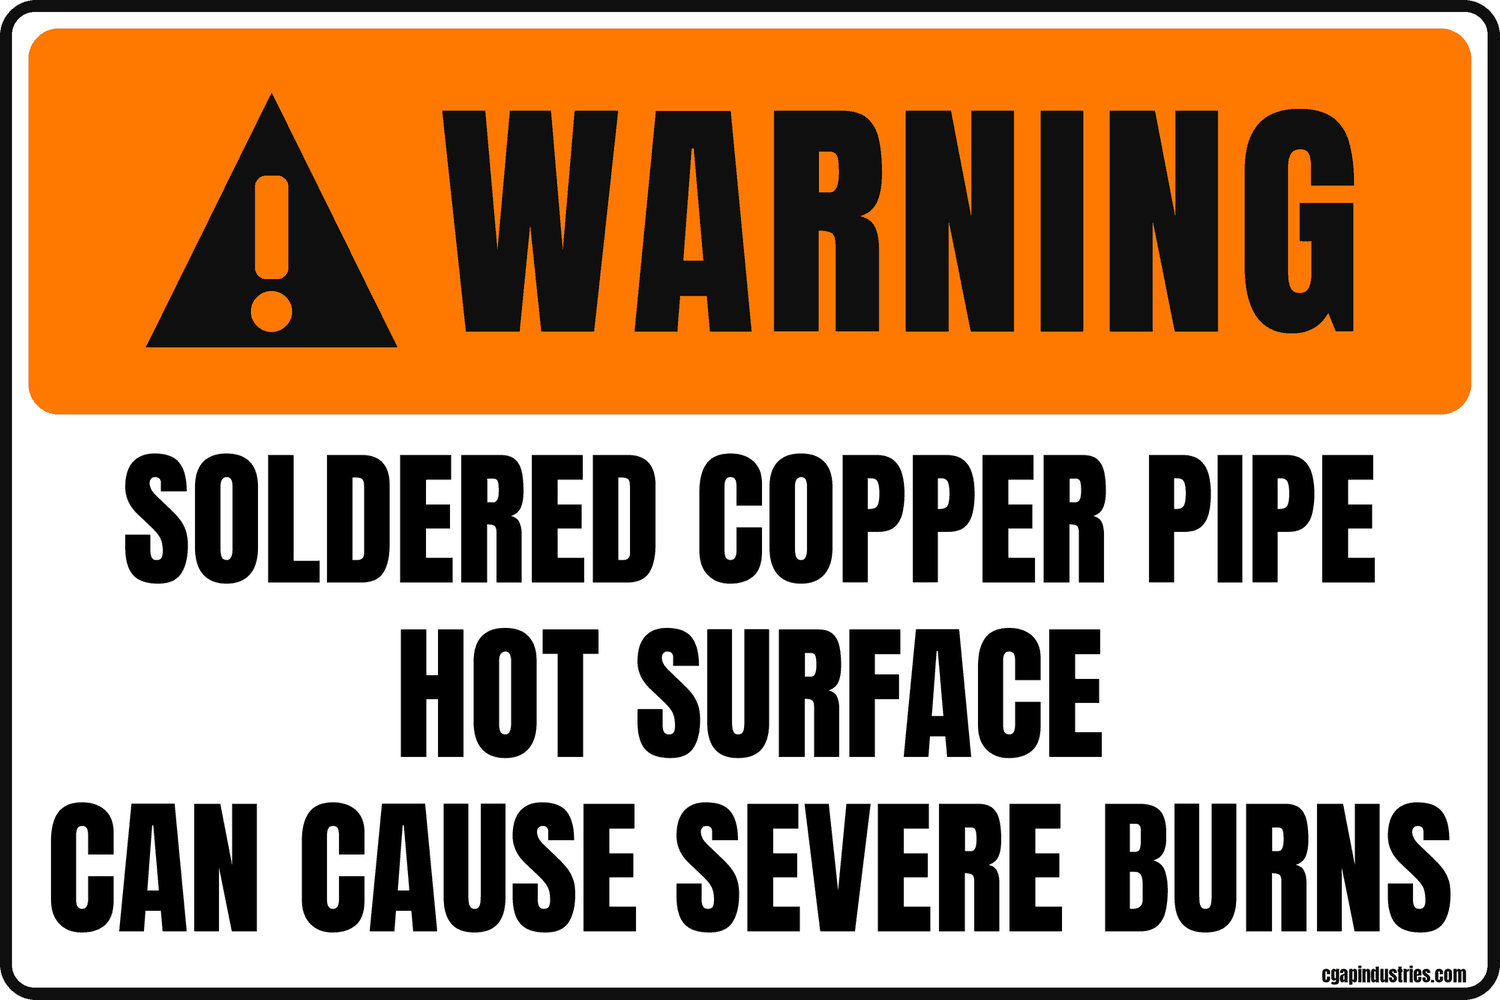 WARNING
SOLDERED COPPER PIPE
HOT SURFACE
CAN CAUSE SEVERE BURNS
cgapindustries.com